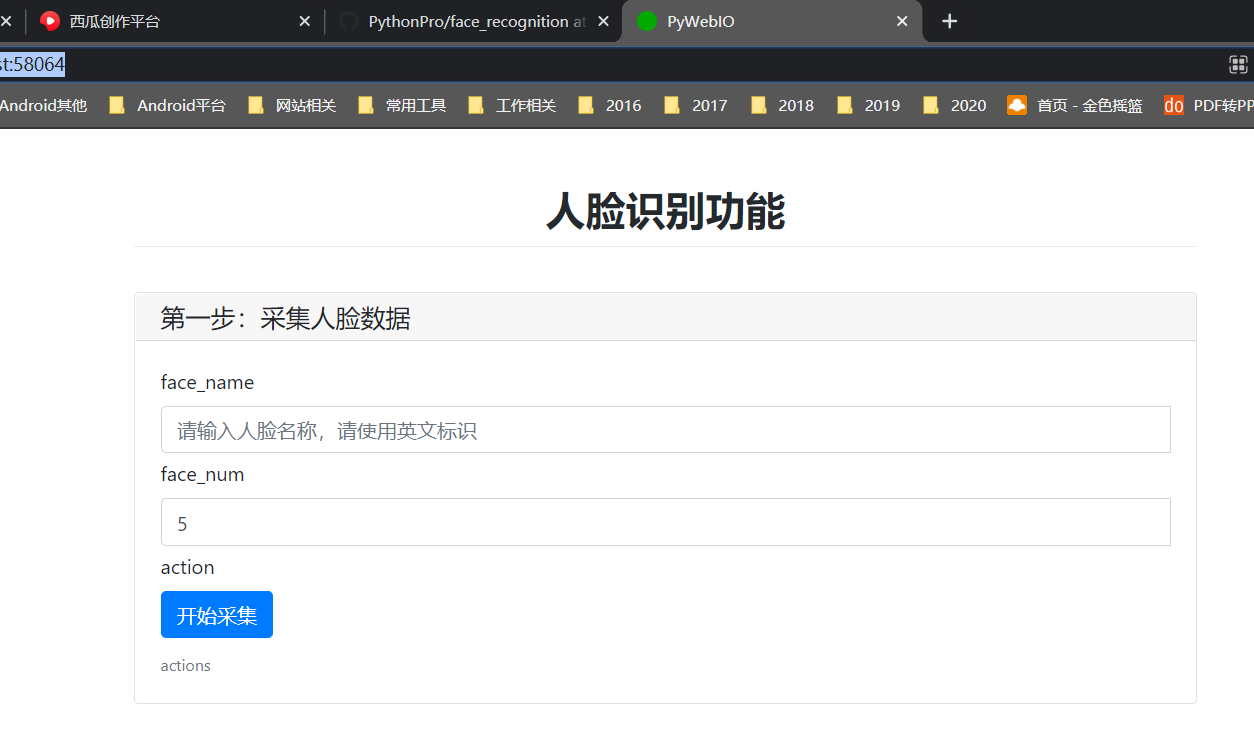 西瓜创作平台 PythonPro/face_recognition at PyWebIO
st:58064
Android其他 Android平台 网站相关 常用工具 工作相关 2016 2017 2018 2019 2020 首页 - 金色摇篮 do PDF转PP
人脸识别功能
第一步：采集人脸数据
face_name
请输入人脸名称，请使用英文标识
face_num
5
action
开始采集
actions